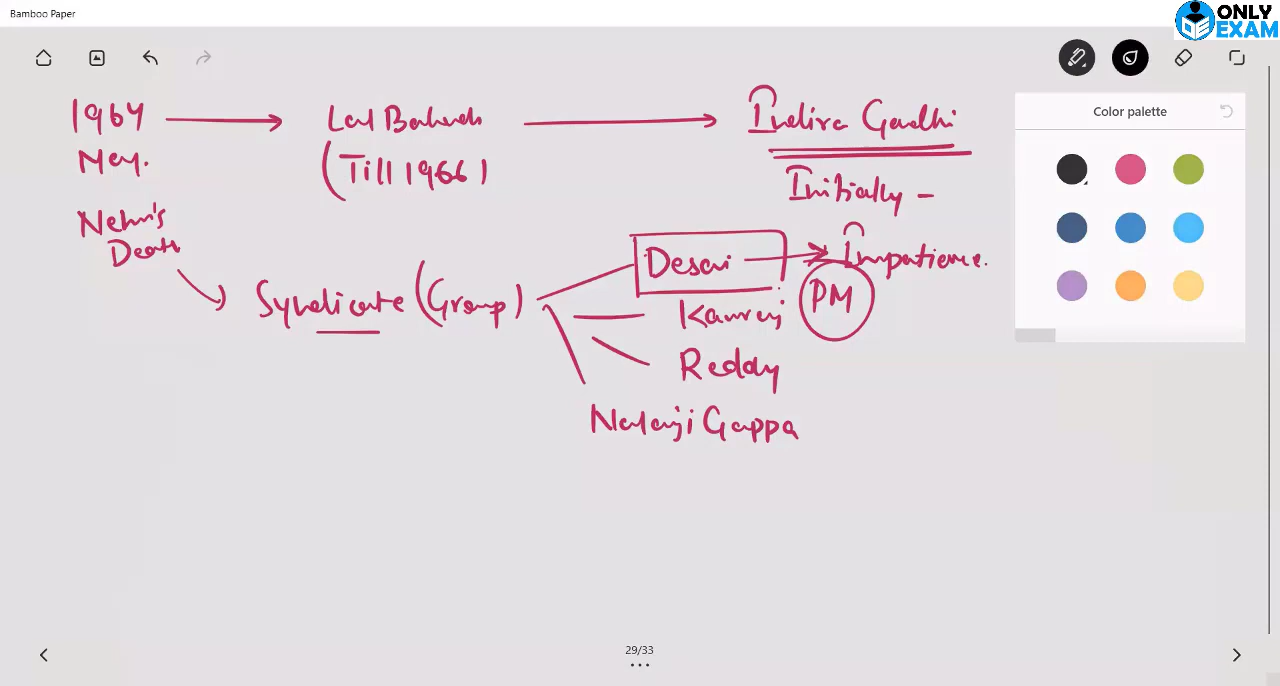 Bamboo Paper
ONLY
EXAM
Color palette
1964
May.
Nehru's
Death
Lal Bahadur
(Till 1966)
Indira Gandhi
Initially -
Syndicate (Group)
Desai
Impatience.
PM
Kamraj
Reddy
Nalanji Gappa
29/33